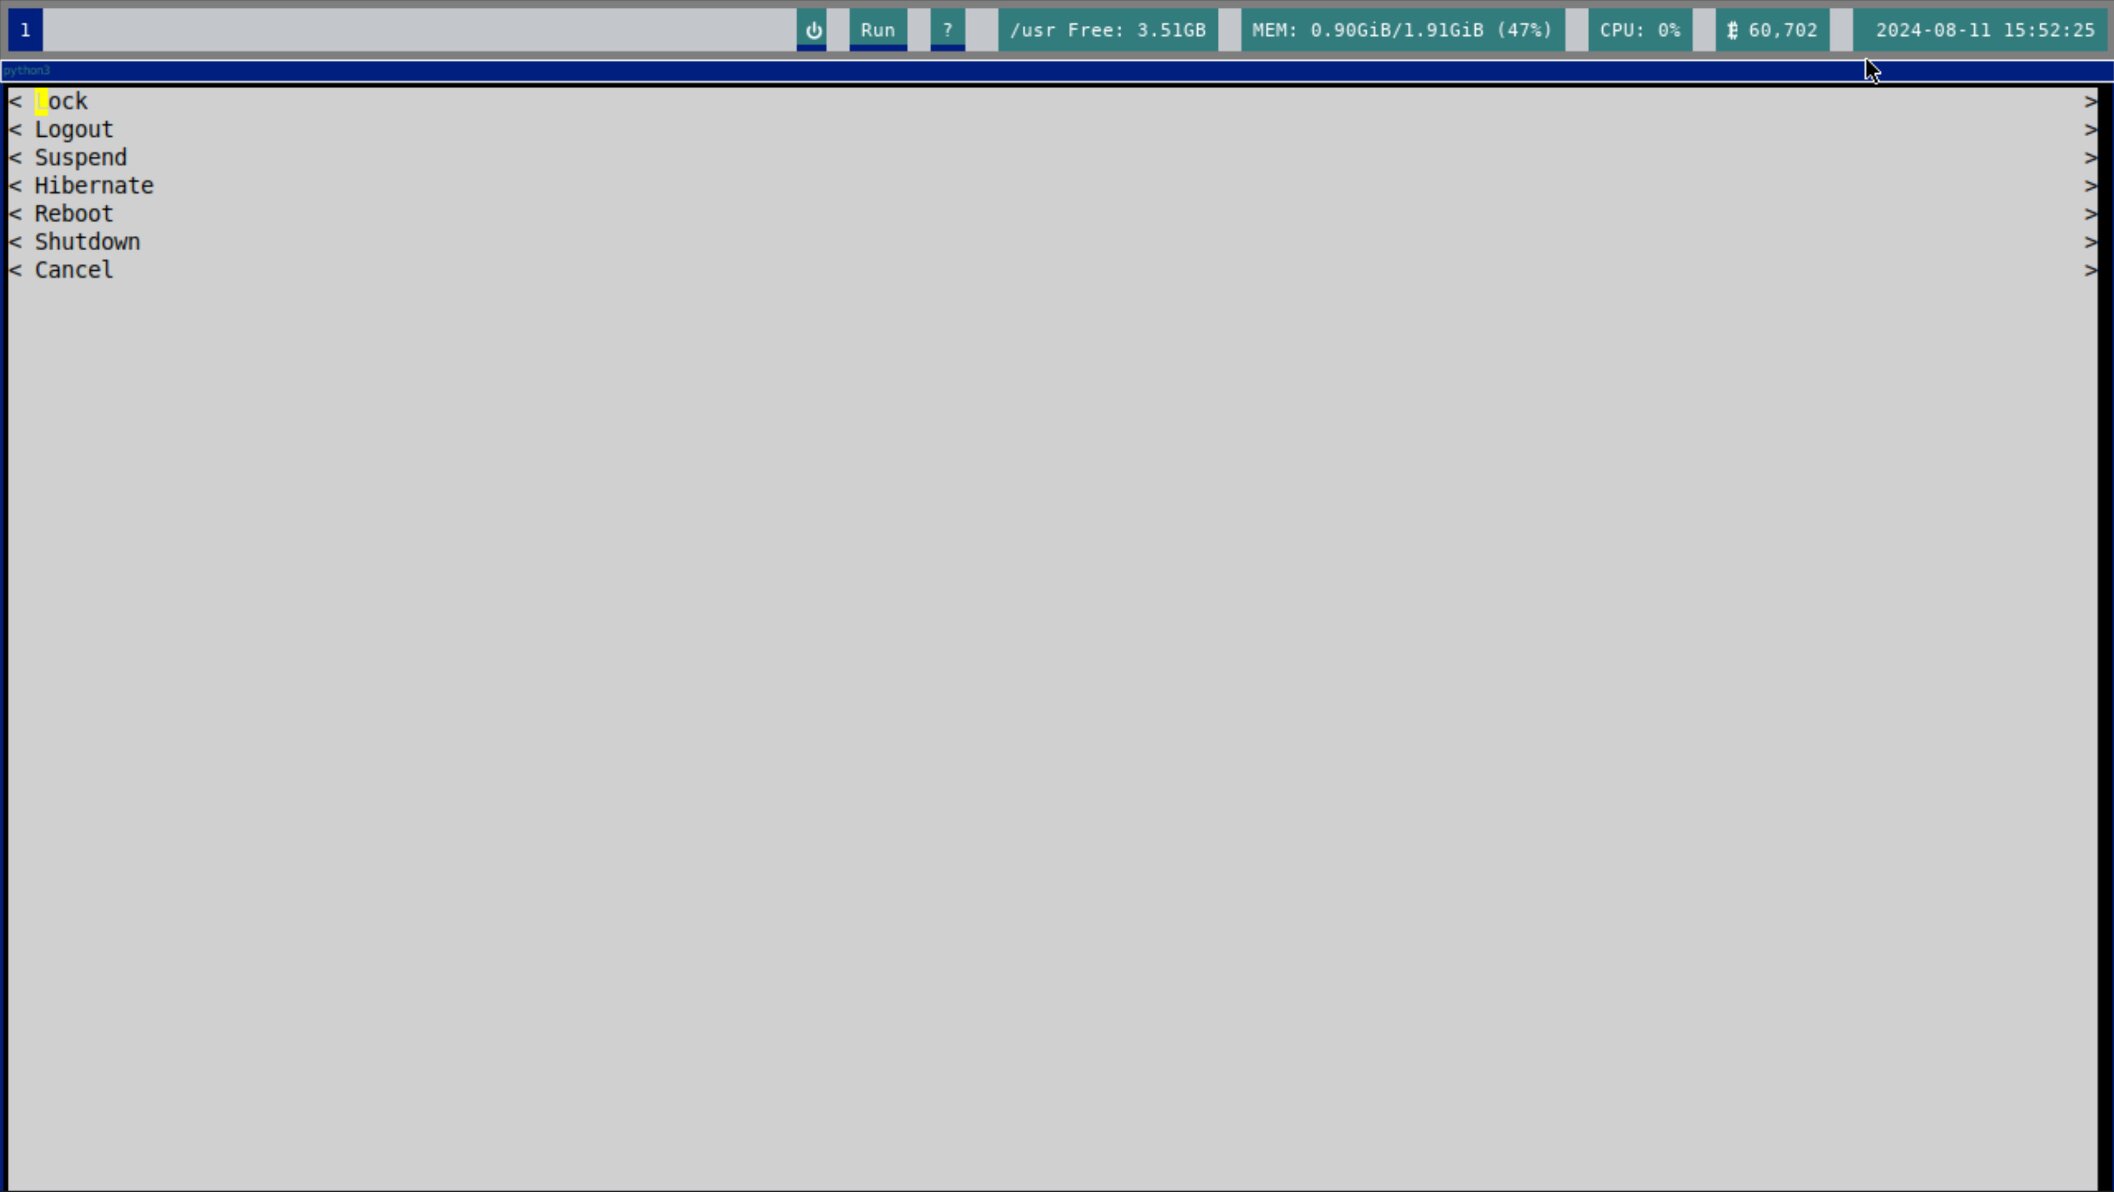 1 ⏻ Run ? /usr Free: 3.51GB MEM: 0.90GiB/1.91GiB (47%) CPU: 0% ₿ 60,702 2024-08-11 15:52:25
python3
< Lock >
< Logout >
< Suspend >
< Hibernate >
< Reboot >
< Shutdown >
< Cancel >